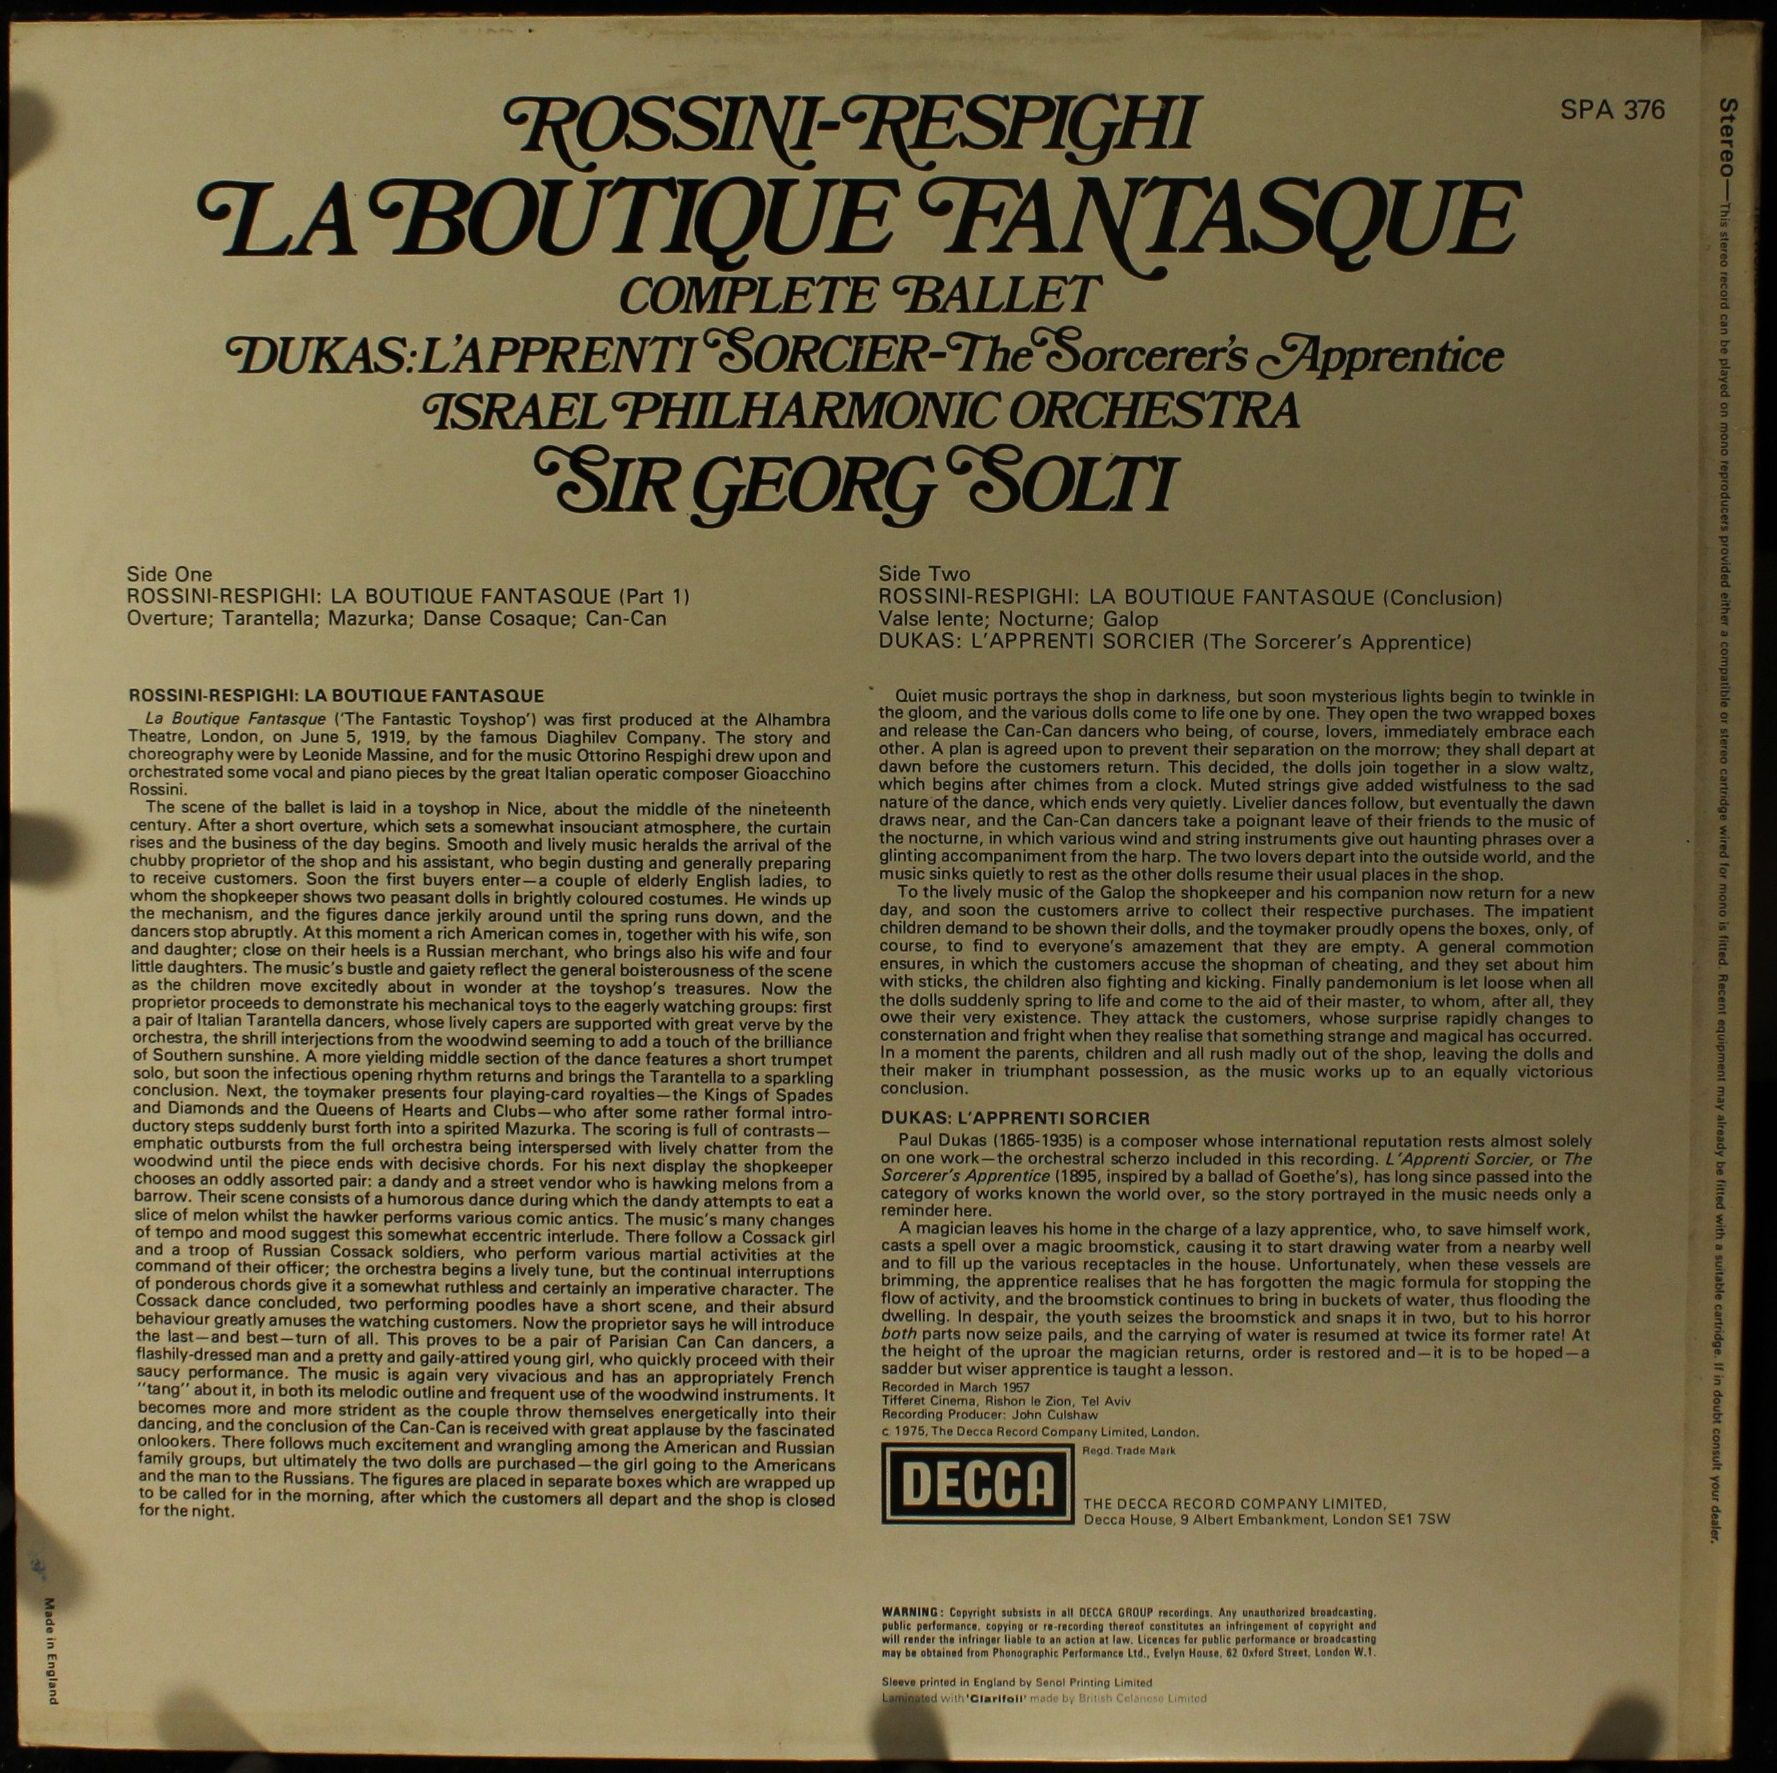 ROSSINI-RESPIGHI
SPA 376
LA BOUTIQUE FANTASQUE
COMPLETE BALLET
DUKAS: L'APPRENTI SORCIER-The Sorcerer's Apprentice
ISRAEL PHILHARMONIC ORCHESTRA
SIR GEORG SOLTI
Side One
ROSSINI-RESPIGHI: LA BOUTIQUE FANTASQUE (Part 1)
Overture; Tarantella; Mazurka; Danse Cosaque; Can-Can
Side Two
ROSSINI-RESPIGHI: LA BOUTIQUE FANTASQUE (Conclusion)
Valse lente; Nocturne; Galop
DUKAS: L'APPRENTI SORCIER (The Sorcerer's Apprentice)
ROSSINI-RESPIGHI: LA BOUTIQUE FANTASQUE
La Boutique Fantasque ('The Fantastic Toyshop') was first produced at the Alhambra
Theatre, London, on June 5, 1919, by the famous Diaghilev Company. The story and
choreography were by Leonide Massine, and for the music Ottorino Respighi drew upon and
orchestrated some vocal and piano pieces by the great Italian operatic composer Gioacchino
Rossini.
The scene of the ballet is laid in a toyshop in Nice, about the middle of the nineteenth
century. After a short overture, which sets a somewhat insouciant atmosphere, the curtain
rises and the business of the day begins. Smooth and lively music heralds the arrival of the
chubby proprietor of the shop and his assistant, who begin dusting and generally preparing
to receive customers. Soon the first buyers enter—a couple of elderly English ladies, to
whom the shopkeeper shows two peasant dolls in brightly coloured costumes. He winds up
the mechanism, and the figures dance jerkily around until the spring runs down, and the
dancers stop abruptly. At this moment a rich American comes in, together with his wife, son
and daughter; close on their heels is a Russian merchant, who brings also his wife and four
little daughters. The music's bustle and gaiety reflect the general boisterousness of the scene
as the children move excitedly about in wonder at the toyshop's treasures. Now the
proprietor proceeds to demonstrate his mechanical toys to the eagerly watching groups: first
a pair of Italian Tarantella dancers, whose lively capers are supported with great verve by the
orchestra, the shrill interjections from the woodwind seeming to add a touch of the brilliance
of Southern sunshine. A more yielding middle section of the dance features a short trumpet
solo, but soon the infectious opening rhythm returns and brings the Tarantella to a sparkling
conclusion. Next, the toymaker presents four playing-card royalties—the Kings of Spades
and Diamonds and the Queens of Hearts and Clubs—who after some rather formal intro-
ductory steps suddenly burst forth into a spirited Mazurka. The scoring is full of contrasts—
emphatic outbursts from the full orchestra being interspersed with lively chatter from the
woodwind until the piece ends with decisive chords. For his next display the shopkeeper
chooses an oddly assorted pair: a dandy and a street vendor who is hawking melons from a
barrow. Their scene consists of a humorous dance during which the dandy attempts to eat a
slice of melon whilst the hawker performs various comic antics. The music's many changes
of tempo and mood suggest this somewhat eccentric interlude. There follow a Cossack girl
and a troop of Russian Cossack soldiers, who perform various martial activities at the
command of their officer; the orchestra begins a lively tune, but the continual interruptions
of ponderous chords give it a somewhat ruthless and certainly an imperative character. The
Cossack dance concluded, two performing poodles have a short scene, and their absurd
behaviour greatly amuses the watching customers. Now the proprietor says he will introduce
the last—and best—turn of all. This proves to be a pair of Parisian Can Can dancers, a
flashily-dressed man and a pretty and gaily-attired young girl, who quickly proceed with their
saucy performance. The music is again very vivacious and has an appropriately French
"tang" about it, in both its melodic outline and frequent use of the woodwind instruments. It
becomes more and more strident as the couple throw themselves energetically into their
dancing, and the conclusion of the Can-Can is received with great applause by the fascinated
onlookers. There follows much excitement and wrangling among the American and Russian
family groups, but ultimately the two dolls are purchased—the girl going to the Americans
and the man to the Russians. The figures are placed in separate boxes which are wrapped up
to be called for in the morning, after which the customers all depart and the shop is closed
for the night.
Quiet music portrays the shop in darkness, but soon mysterious lights begin to twinkle in
the gloom, and the various dolls come to life one by one. They open the two wrapped boxes
and release the Can-Can dancers who being, of course, lovers, immediately embrace each
other. A plan is agreed upon to prevent their separation on the morrow; they shall depart at
dawn before the customers return. This decided, the dolls join together in a slow waltz,
which begins after chimes from a clock. Muted strings give added wistfulness to the sad
nature of the dance, which ends very quietly. Livelier dances follow, but eventually the dawn
draws near, and the Can-Can dancers take a poignant leave of their friends to the music of
the nocturne, in which various wind and string instruments give out haunting phrases over a
glinting accompaniment from the harp. The two lovers depart into the outside world, and the
music sinks quietly to rest as the other dolls resume their usual places in the shop.
To the lively music of the Galop the shopkeeper and his companion now return for a new
day, and soon the customers arrive to collect their respective purchases. The impatient
children demand to be shown their dolls, and the toymaker proudly opens the boxes, only, of
course, to find to everyone's amazement that they are empty. A general commotion
ensures, in which the customers accuse the shopman of cheating, and they set about him
with sticks, the children also fighting and kicking. Finally pandemonium is let loose when all
the dolls suddenly spring to life and come to the aid of their master, to whom, after all, they
owe their very existence. They attack the customers, whose surprise rapidly changes to
consternation and fright when they realise that something strange and magical has occurred.
In a moment the parents, children and all rush madly out of the shop, leaving the dolls and
their maker in triumphant possession, as the music works up to an equally victorious
conclusion.
DUKAS: L'APPRENTI SORCIER
Paul Dukas (1865-1935) is a composer whose international reputation rests almost solely
on one work—the orchestral scherzo included in this recording. L'Apprenti Sorcier, or The
Sorcerer's Apprentice (1895, inspired by a ballad of Goethe's), has long since passed into the
category of works known the world over, so the story portrayed in the music needs only a
reminder here.
A magician leaves his home in the charge of a lazy apprentice, who, to save himself work,
casts a spell over a magic broomstick, causing it to start drawing water from a nearby well
and to fill up the various receptacles in the house. Unfortunately, when these vessels are
brimming, the apprentice realises that he has forgotten the magic formula for stopping the
flow of activity, and the broomstick continues to bring in buckets of water, thus flooding the
dwelling. In despair, the youth seizes the broomstick and snaps it in two, but to his horror
both parts now seize pails, and the carrying of water is resumed at twice its former rate! At
the height of the uproar the magician returns, order is restored and—it is to be hoped—a
sadder but wiser apprentice is taught a lesson.
Recorded in March 1957
Tifferet Cinema, Rishon le Zion, Tel Aviv
Recording Producer: John Culshaw
c 1975, The Decca Record Company Limited, London.
Regd. Trade Mark
DECCA
THE DECCA RECORD COMPANY LIMITED,
Decca House, 9 Albert Embankment, London SE1 7SW
WARNING: Copyright subsists in all DECCA GROUP recordings. Any unauthorized broadcasting,
public performance, copying or re-recording thereof constitutes an infringement of copyright and
will render the infringer liable to an action at law. Licences for public performance or broadcasting
may be obtained from Phonographic Performance Ltd., Evelyn House, 62 Oxford Street, London W.1.
Sleeve printed in England by Senol Printing Limited
Laminated with 'Clarifoil' made by British Celanese Limited
Made in England
Stereo—This stereo record can be played on mono reproducers provided either a compatible or stereo cartridge wired for mono is fitted. Recent equipment may already be fitted with a suitable cartridge. If in doubt consult your dealer.